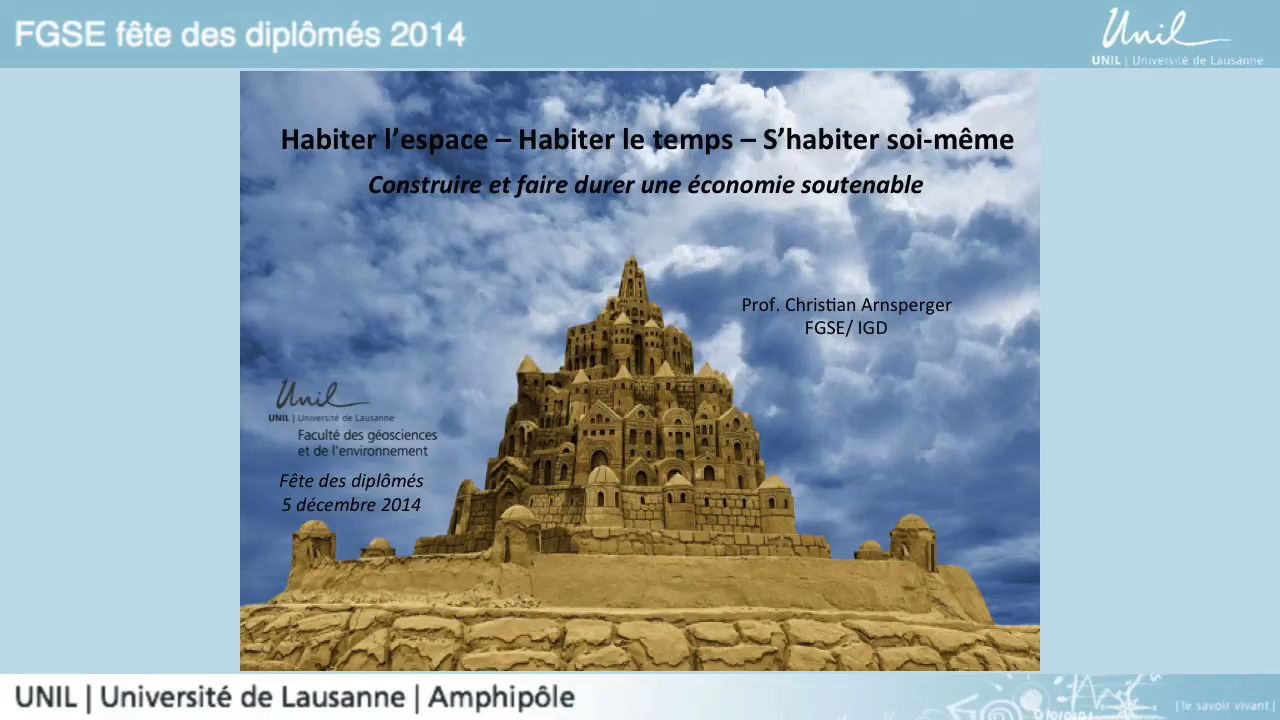 FGSE fête des diplômés 2014
Unil
UNIL | Université de Lausanne
Habiter l'espace – Habiter le temps – S'habiter soi-même
Construire et faire durer une économie soutenable
Prof. Christian Arnsperger
FGSE/ IGD
Unil
UNIL | Université de Lausanne
Faculté des géosciences
et de l'environnement
Fête des diplômés
5 décembre 2014
UNIL | Université de Lausanne | Amphipôle
| le savoir vivant |